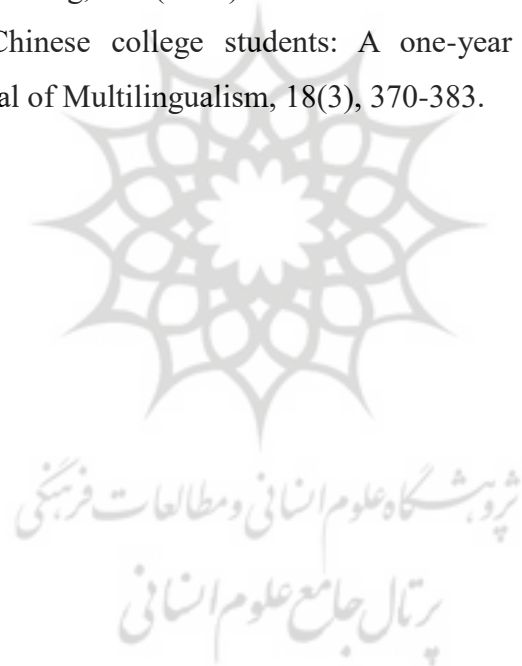 Chinese college students: A one-year
al of Multilingualism, 18(3), 370-383.
پژوهشگاه علوم انسانی و مطالعات فرهنگی
پرتال جامع علوم انسانی